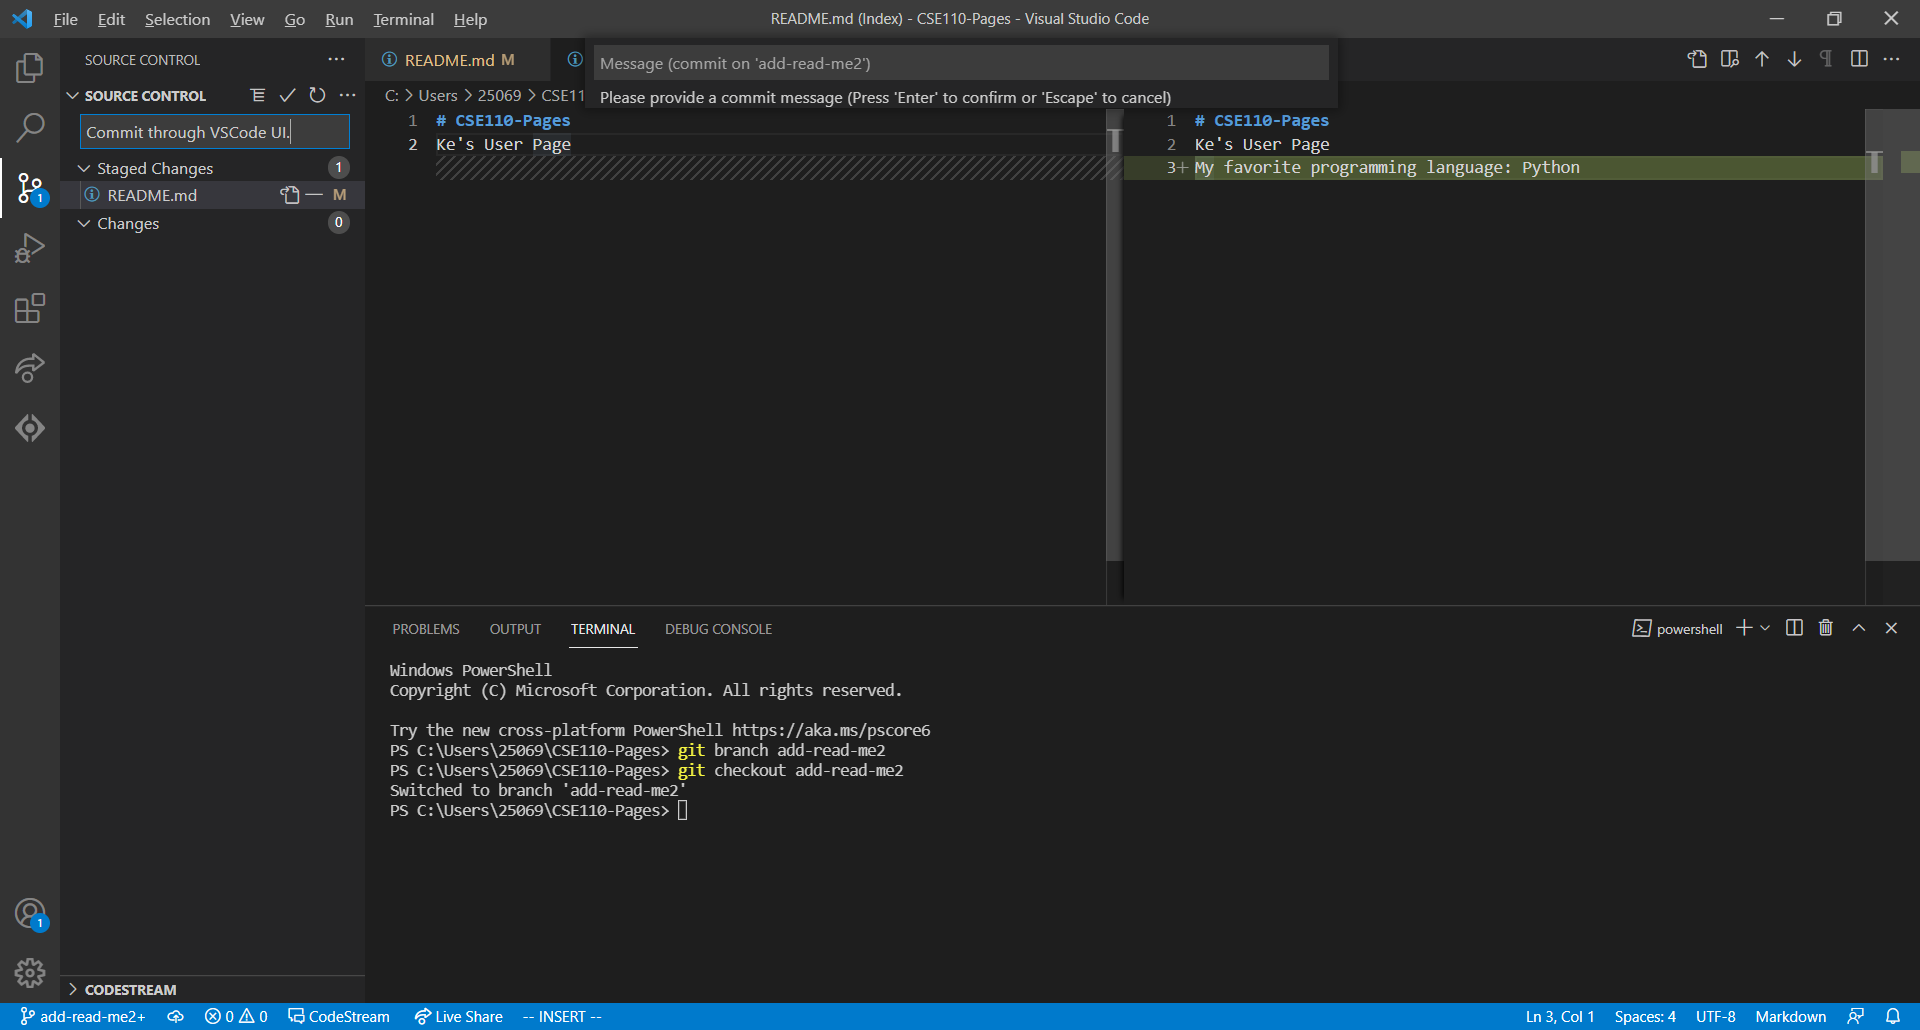 File Edit Selection View Go Run Terminal Help
README.md (Index) - CSE110-Pages - Visual Studio Code
SOURCE CONTROL
SOURCE CONTROL
Commit through VSCode UI.
Staged Changes 1
README.md M
Changes 0
1
1
CODESTREAM
README.md M
Message (commit on 'add-read-me2')
Please provide a commit message (Press 'Enter' to confirm or 'Escape' to cancel)
C: > Users > 25069 > CSE11
1 # CSE110-Pages
2 Ke's User Page
1 # CSE110-Pages
2 Ke's User Page
3+ My favorite programming language: Python
PROBLEMS OUTPUT TERMINAL DEBUG CONSOLE
powershell
Windows PowerShell
Copyright (C) Microsoft Corporation. All rights reserved.
Try the new cross-platform PowerShell https://aka.ms/pscore6
PS C:\Users\25069\CSE110-Pages> git branch add-read-me2
PS C:\Users\25069\CSE110-Pages> git checkout add-read-me2
Switched to branch 'add-read-me2'
PS C:\Users\25069\CSE110-Pages>
add-read-me2+ 0 0 CodeStream Live Share -- INSERT --
Ln 3, Col 1 Spaces: 4 UTF-8 Markdown